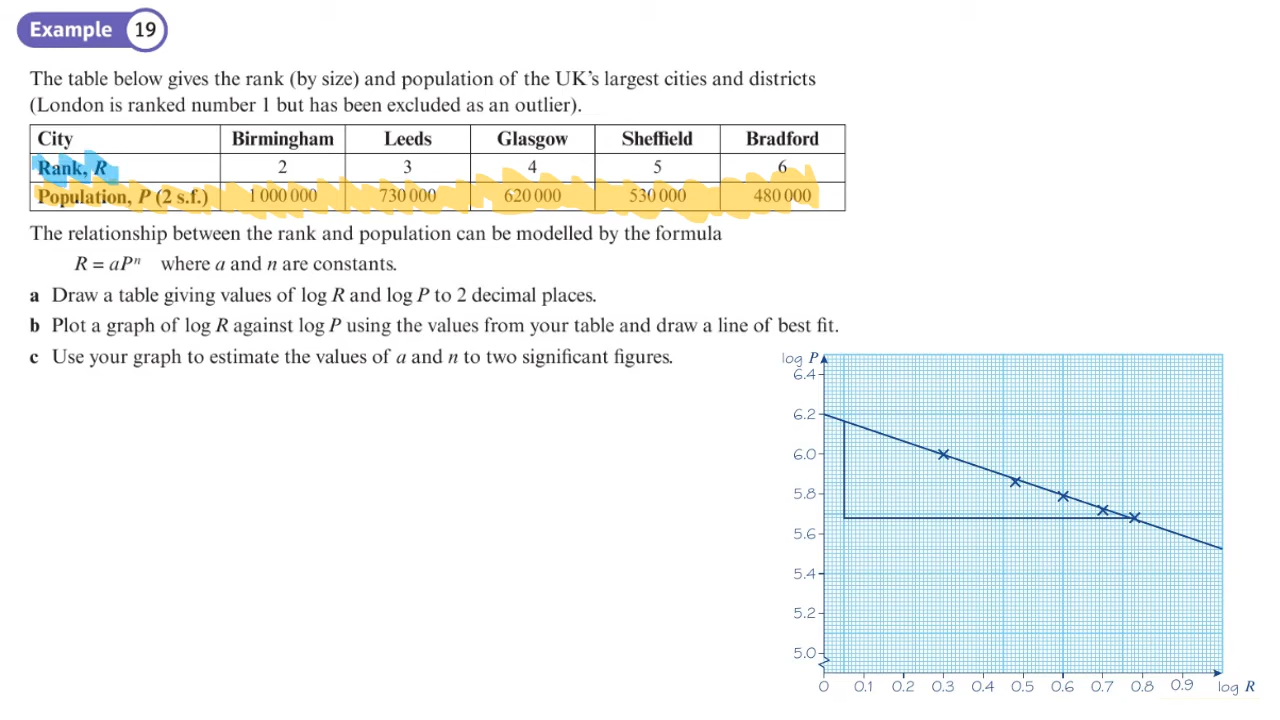 Example 19
The table below gives the rank (by size) and population of the UK's largest cities and districts
(London is ranked number 1 but has been excluded as an outlier).
City Birmingham Leeds Glasgow Sheffield Bradford
Rank, R 2 3 4 5 6
Population, P (2 s.f.) 1 000 000 730 000 620 000 530 000 480 000
The relationship between the rank and population can be modelled by the formula
R = aPⁿ where a and n are constants.
a Draw a table giving values of log R and log P to 2 decimal places.
b Plot a graph of log R against log P using the values from your table and draw a line of best fit.
c Use your graph to estimate the values of a and n to two significant figures.
log P
6.4
6.2
6.0
5.8
5.6
5.4
5.2
5.0
0 0.1 0.2 0.3 0.4 0.5 0.6 0.7 0.8 0.9 log R